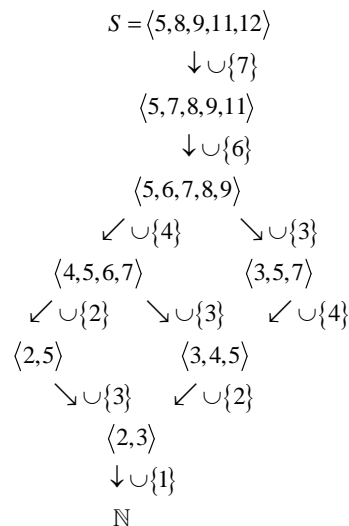 S = ⟨5,8,9,11,12⟩
↓ ∪{7}
⟨5,7,8,9,11⟩
↓ ∪{6}
⟨5,6,7,8,9⟩
↙ ∪{4} ↘ ∪{3}
⟨4,5,6,7⟩ ⟨3,5,7⟩
↙ ∪{2} ↘ ∪{3} ↙ ∪{4}
⟨2,5⟩ ⟨3,4,5⟩
↘ ∪{3} ↙ ∪{2}
⟨2,3⟩
↓ ∪{1}
ℕ